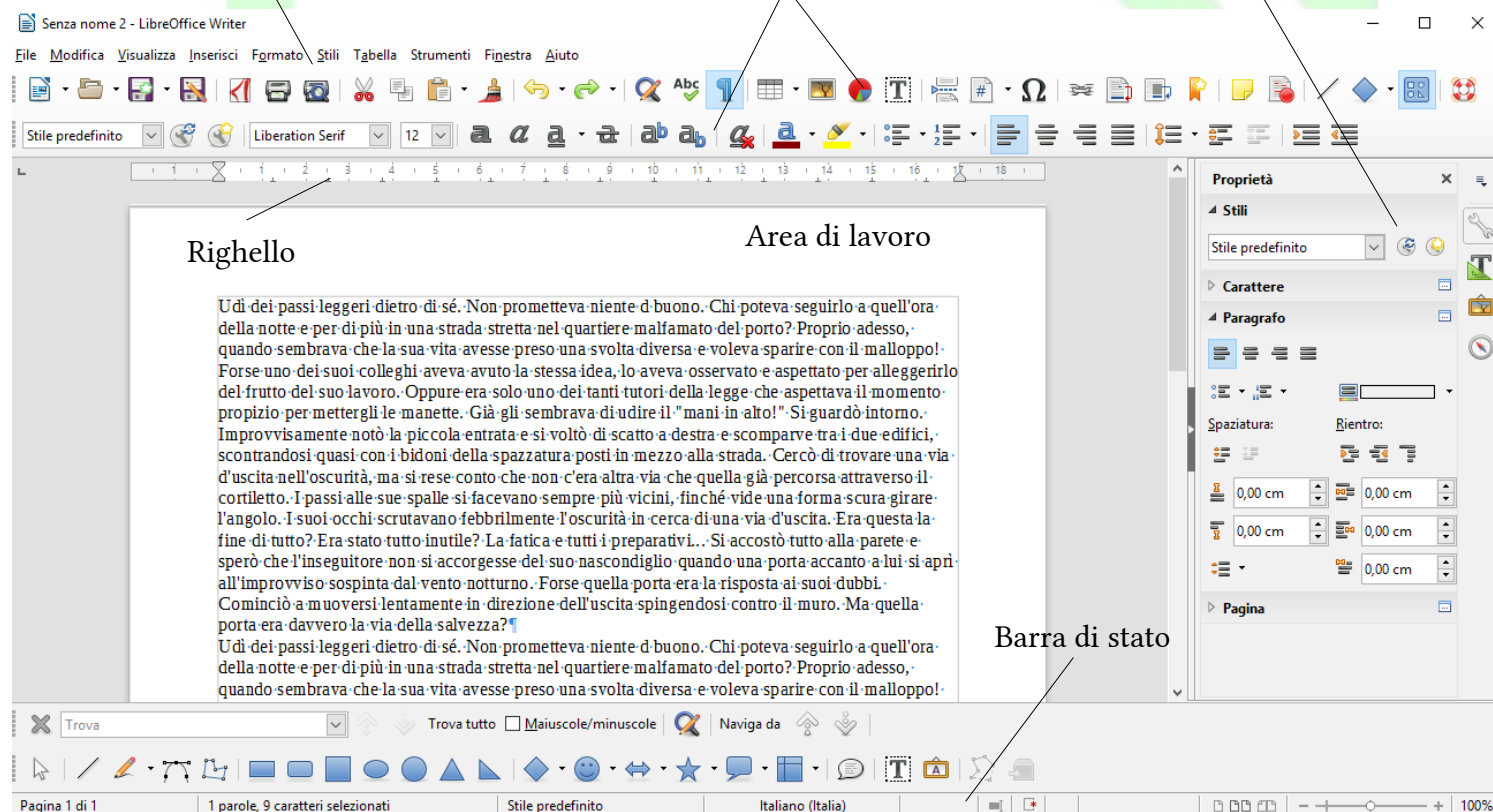 Senza nome 2 - LibreOffice Writer
File Modifica Visualizza Inserisci Formato Stili Tabella Strumenti Finestra Aiuto
Stile predefinito Liberation Serif 12
1 1 2 3 4 5 6 7 8 9 10 11 12 13 14 15 16 17 18
Proprietà
Stili
Stile predefinito
Carattere
Paragrafo
Spaziatura: Rientro:
0,00 cm 0,00 cm
0,00 cm 0,00 cm
0,00 cm
Pagina
Righello
Area di lavoro
Udì dei passi leggeri dietro di sé. Non prometteva niente d buono. Chi poteva seguirlo a quell'ora
della notte e per di più in una strada stretta nel quartiere malfamato del porto? Proprio adesso,
quando sembrava che la sua vita avesse preso una svolta diversa e voleva sparire con il malloppo!
Forse uno dei suoi colleghi aveva avuto la stessa idea, lo aveva osservato e aspettato per alleggerirlo
del frutto del suo lavoro. Oppure era solo uno dei tanti tutori della legge che aspettava il momento
propizio per mettergli le manette. Già gli sembrava di udire il "mani in alto!" Si guardò intorno.
Improvvisamente notò la piccola entrata e si voltò di scatto a destra e scomparve tra i due edifici,
scontrandosi quasi con i bidoni della spazzatura posti in mezzo alla strada. Cercò di trovare una via
d'uscita nell'oscurità, ma si rese conto che non c'era altra via che quella già percorsa attraverso il
cortiletto. I passi alle sue spalle si facevano sempre più vicini, finché vide una forma scura girare
l'angolo. I suoi occhi scrutavano febbrilmente l'oscurità in cerca di una via d'uscita. Era questa la
fine di tutto? Era stato tutto inutile? La fatica e tutti i preparativi... Si accostò tutto alla parete e
sperò che l'inseguitore non si accorgesse del suo nascondiglio quando una porta accanto a lui si aprì
all'improvviso sospinta dal vento notturno. Forse quella porta era la risposta ai suoi dubbi.
Cominciò a muoversi lentamente in direzione dell'uscita spingendosi contro il muro. Ma quella
porta era davvero la via della salvezza?¶
Udì dei passi leggeri dietro di sé. Non prometteva niente d buono. Chi poteva seguirlo a quell'ora
della notte e per di più in una strada stretta nel quartiere malfamato del porto? Proprio adesso,
quando sembrava che la sua vita avesse preso una svolta diversa e voleva sparire con il malloppo!
Barra di stato
Trova Trova tutto Maiuscole/minuscole Naviga da
Pagina 1 di 1 1 parole, 9 caratteri selezionati Stile predefinito Italiano (Italia) 100%